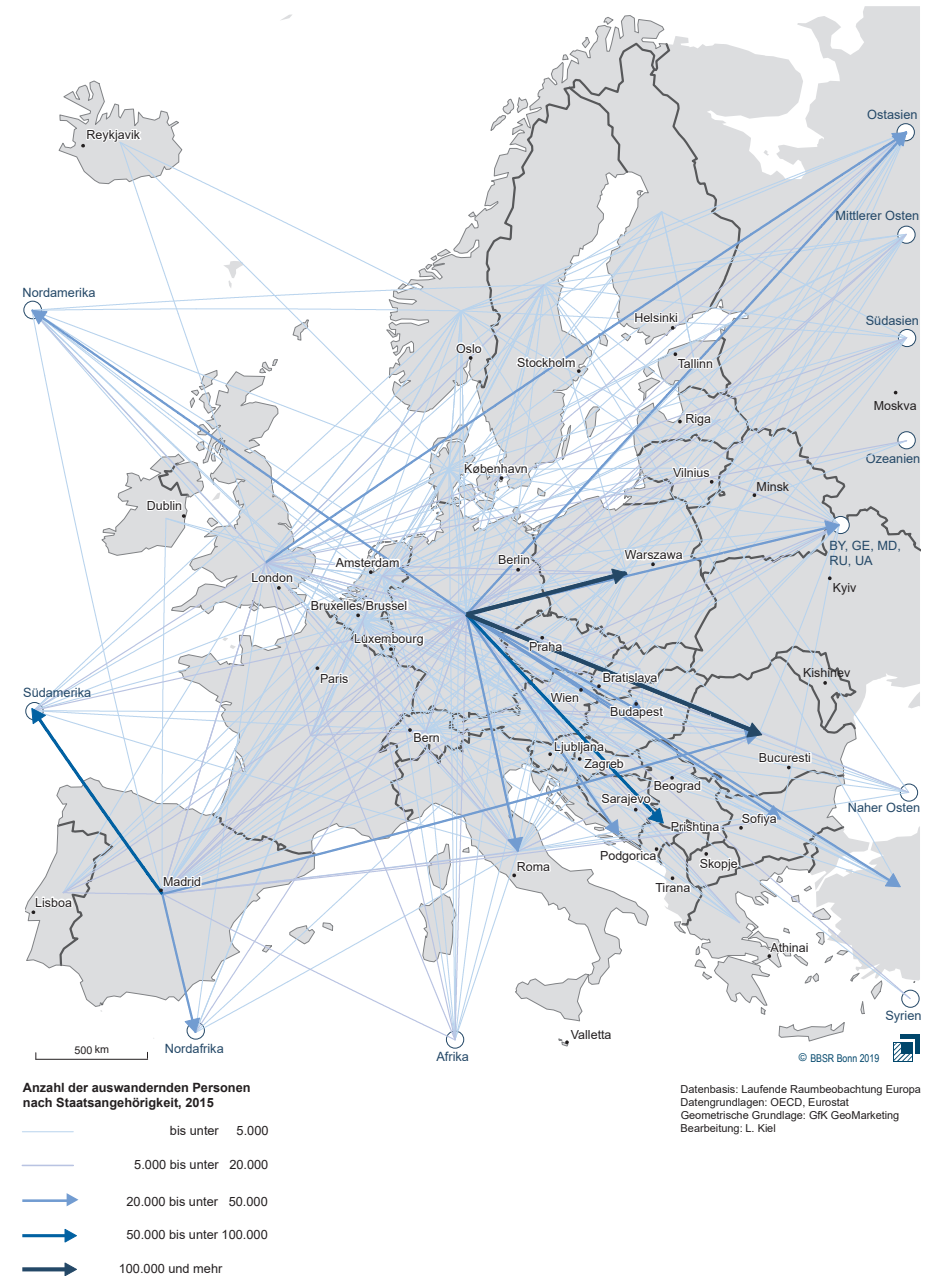 Ostasien
Reykjavik
Mittlerer Osten
Nordamerika
Helsinki
Südasien
Oslo
Stockholm
Tallinn
Moskva
Riga
Ozeanien
København
Vilnius
Minsk
Dublin
BY, GE, MD,
RU, UA
Warszawa
Berlin
Amsterdam
London
Kyiv
Bruxelles/Brussel
Luxembourg
Praha
Paris
Bratislava
Kishinev
Südamerika
Wien
Budapest
Bern
Ljubljana
Zagreb
Bucuresti
Beograd
Sarajevo
Naher Osten
Prishtina
Sofiya
Podgorica
Skopje
Roma
Madrid
Tirana
Lisboa
Athinai
Syrien
Valletta
Nordafrika
Afrika
500 km
© BBSR Bonn 2019
Anzahl der auswandernden Personen
nach Staatsangehörigkeit, 2015
bis unter 5.000
5.000 bis unter 20.000
20.000 bis unter 50.000
50.000 bis unter 100.000
100.000 und mehr
Datenbasis: Laufende Raumbeobachtung Europa
Datengrundlagen: OECD, Eurostat
Geometrische Grundlage: GfK GeoMarketing
Bearbeitung: L. Kiel